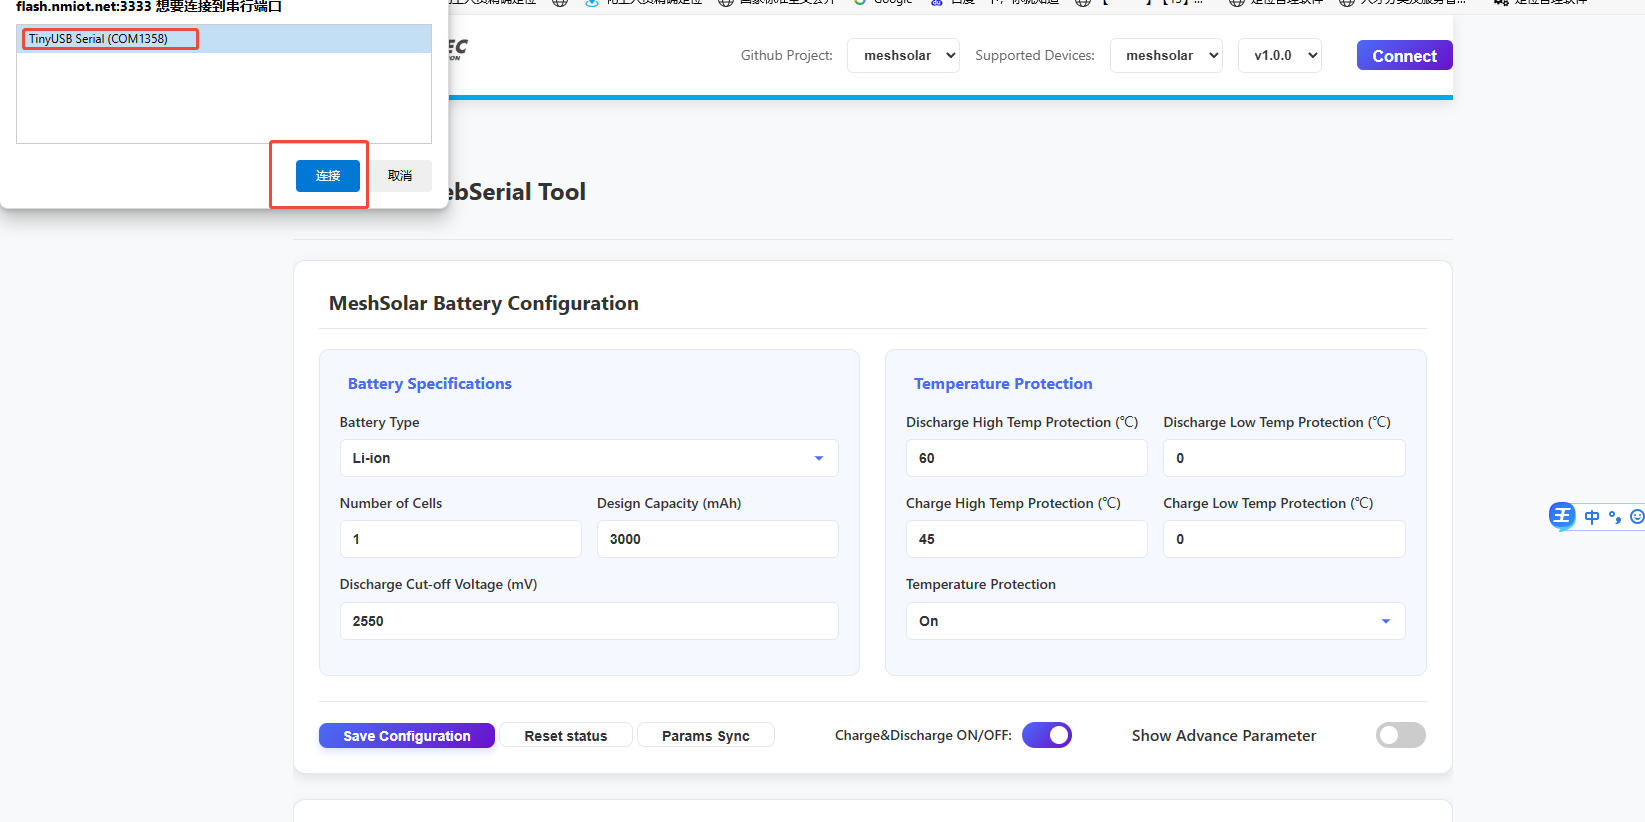 flash.nmiot.net:3333 想要连接到串行端口
TinyUSB Serial (COM1358)
连接
取消
Google
EC
Github Project:
meshsolar
Supported Devices:
meshsolar
v1.0.0
Connect
ebSerial Tool
MeshSolar Battery Configuration
Battery Specifications
Battery Type
Li-ion
Number of Cells
Design Capacity (mAh)
1
3000
Discharge Cut-off Voltage (mV)
2550
Temperature Protection
Discharge High Temp Protection (℃)
Discharge Low Temp Protection (℃)
60
0
Charge High Temp Protection (℃)
Charge Low Temp Protection (℃)
45
0
Temperature Protection
On
Save Configuration
Reset status
Params Sync
Charge&Discharge ON/OFF:
Show Advance Parameter
王
中